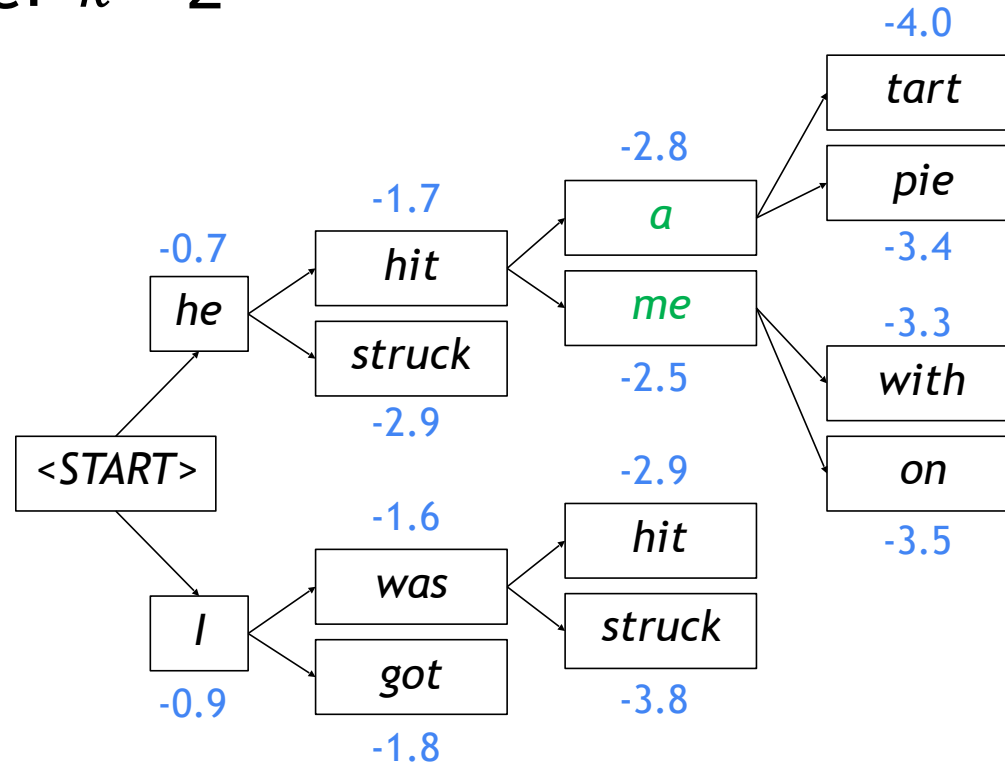 -4.0
tart
-2.8
a
pie
-3.4
-1.7
hit
-0.7
he
me
-2.5
-3.3
with
struck
-2.9
<START>
on
-3.5
-2.9
hit
-1.6
was
I
-0.9
struck
-3.8
got
-1.8